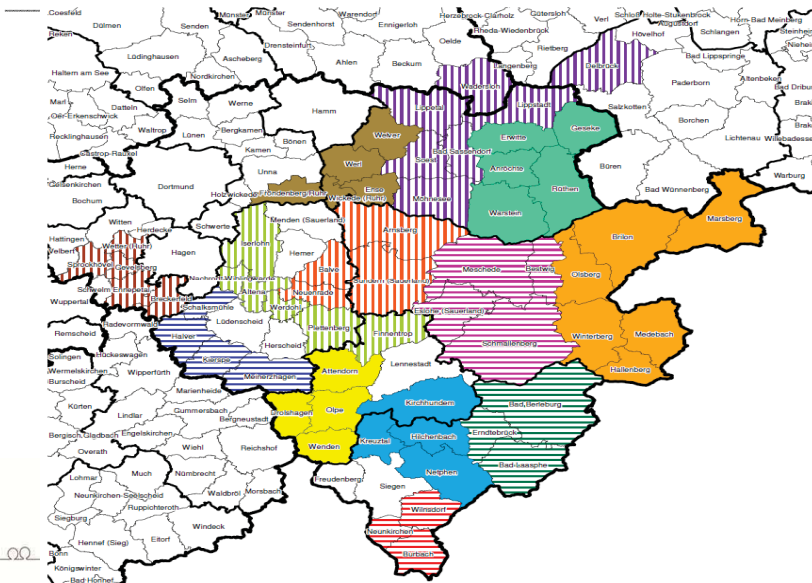 Coesfeld
Münster
Münster
Warendorf
Herzebrock-Clarholz
Gütersloh
Verl
Schloß Holte-Stukenbrock
Augustdorf
Horn-Bad Meinberg
Dülmen
Senden
Sendenhorst
Ennigerloh
Rheda-Wiedenbrück
Hövelhof
Schlangen
Reken
Drensteinfurt
Oelde
Rietberg
Bad Lippspringe
Lüdinghausen
Ascheberg
Ahlen
Beckum
Langenberg
Delbrück
Haltern am See
Nordkirchen
Wadersloh
Paderborn
Altenbeken
Olfen
Selm
Werne
Hamm
Lippetal
Lippstadt
Salzkotten
Marl
Datteln
Oer-Erkenschwick
Borchen
Recklinghausen
Waltrop
Lünen
Bergkamen
Bönen
Welver
Erwitte
Geseke
Lichtenau
Willebadessen
Castrop-Rauxel
Kamen
Werl
Soest
Bad Sassendorf
Herne
Unna
Anröchte
Büren
Warburg
Gelsenkirchen
Dortmund
Holzwickede
Fröndenberg/Ruhr
Ense
Wickede (Ruhr)
Möhnesee
Rüthen
Bad Wünnenberg
Bochum
Witten
Herdecke
Schwerte
Menden (Sauerland)
Arnsberg
Warstein
Marsberg
Hattingen
Wetter (Ruhr)
Hagen
Iserlohn
Hemer
Brilon
Velbert
Sprockhövel
Gevelsberg
Balve
Meschede
Bestwig
Olsberg
Schwelm
Ennepetal
Nachrodt-Wiblingwerde
Altena
Neuenrade
Sundern (Sauerland)
Wuppertal
Breckerfeld
Schalksmühle
Werdohl
Eslohe (Sauerland)
Radevormwald
Lüdenscheid
Plettenberg
Finnentrop
Winterberg
Medebach
Remscheid
Halver
Herscheid
Schmallenberg
Solingen
Hückeswagen
Kierspe
Lennestadt
Hallenberg
Wermelskirchen
Wipperfürth
Meinerzhagen
Attendorn
Burscheid
Marienheide
Kürten
Gummersbach
Drolshagen
Olpe
Kirchhundem
Bad Berleburg
Lindlar
Bergneustadt
Bergisch Gladbach
Engelskirchen
Wiehl
Reichshof
Wenden
Kreuztal
Hilchenbach
Erndtebrück
Overath
Bad Laasphe
Lohmar
Much
Nümbrecht
Freudenberg
Netphen
Neunkirchen-Seelscheid
Waldbröl
Morsbach
Siegen
Ruppichteroth
Wilnsdorf
Siegburg
Windeck
Neunkirchen
Hennef (Sieg)
Eitorf
Burbach
Bonn
Königswinter
Bad Honnef